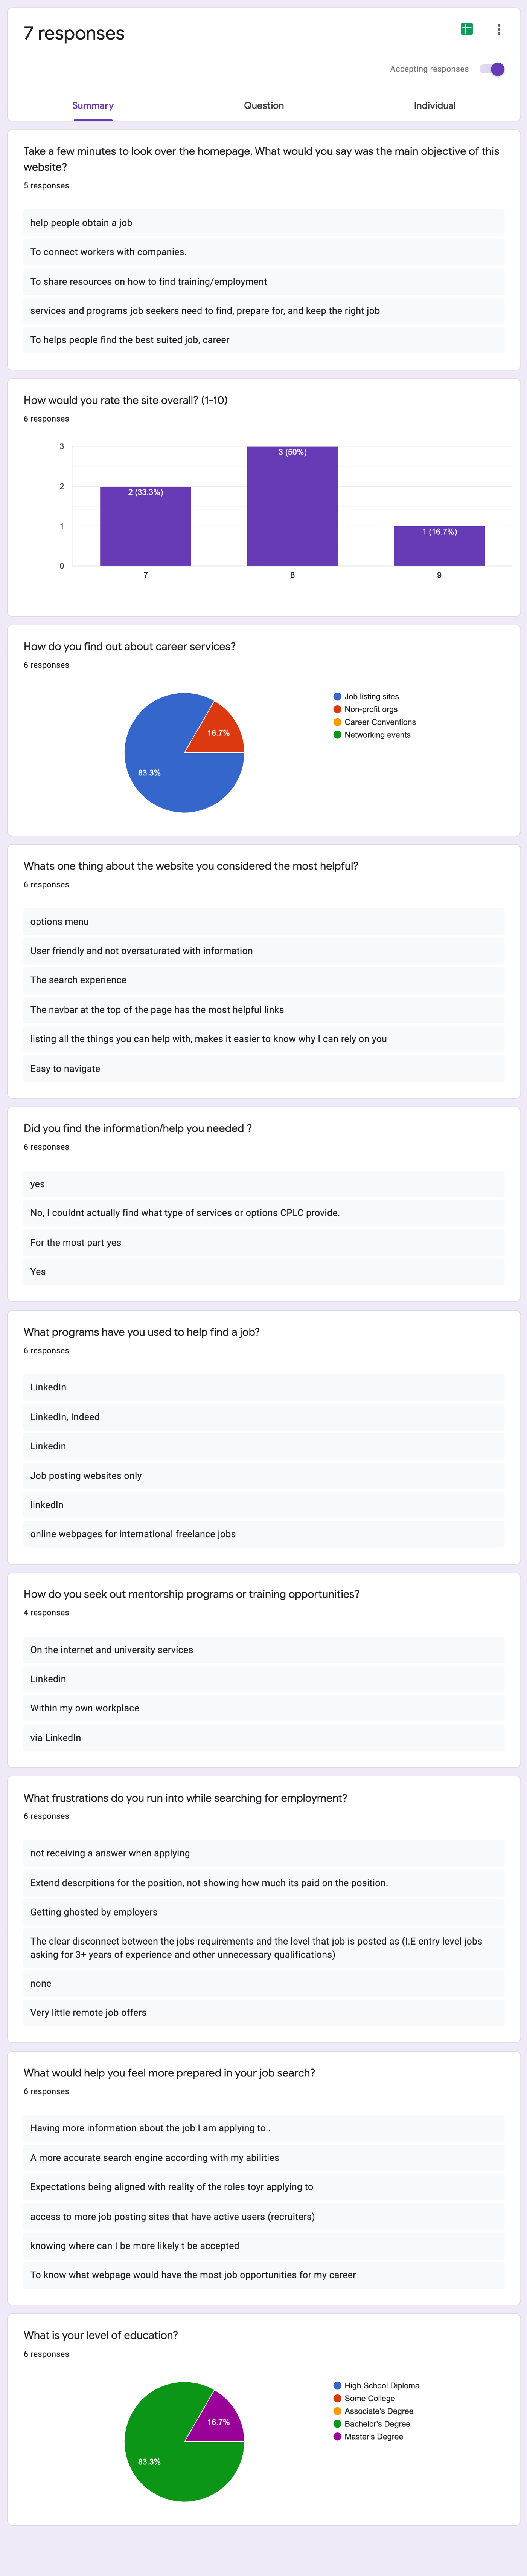 7 responses
Accepting responses
Summary
Question
Individual
Take a few minutes to look over the homepage. What would you say was the main objective of this
website?
5 responses
help people obtain a job
To connect workers with companies.
To share resources on how to find training/employment
services and programs job seekers need to find, prepare for, and keep the right job
To helps people find the best suited job, career
How would you rate the site overall? (1-10)
6 responses
3
2
1
0
2 (33.3%)
3 (50%)
1 (16.7%)
7
8
9
How do you find out about career services?
6 responses
16.7%
83.3%
Job listing sites
Non-profit orgs
Career Conventions
Networking events
Whats one thing about the website you considered the most helpful?
6 responses
options menu
User friendly and not oversaturated with information
The search experience
The navbar at the top of the page has the most helpful links
listing all the things you can help with, makes it easier to know why I can rely on you
Easy to navigate
Did you find the information/help you needed ?
6 responses
yes
No, I couldnt actually find what type of services or options CPLC provide.
For the most part yes
Yes
What programs have you used to help find a job?
6 responses
LinkedIn
LinkedIn, Indeed
Linkedin
Job posting websites only
linkedIn
online webpages for international freelance jobs
How do you seek out mentorship programs or training opportunities?
4 responses
On the internet and university services
Linkedin
Within my own workplace
via LinkedIn
What frustrations do you run into while searching for employment?
6 responses
not receiving a answer when applying
Extend descrpitions for the position, not showing how much its paid on the position.
Getting ghosted by employers
The clear disconnect between the jobs requirements and the level that job is posted as (I.E entry level jobs
asking for 3+ years of experience and other unnecessary qualifications)
none
Very little remote job offers
What would help you feel more prepared in your job search?
6 responses
Having more information about the job I am applying to .
A more accurate search engine according with my abilities
Expectations being aligned with reality of the roles toyr applying to
access to more job posting sites that have active users (recruiters)
knowing where can I be more likely t be accepted
To know what webpage would have the most job opportunities for my career
What is your level of education?
6 responses
16.7%
83.3%
High School Diploma
Some College
Associate's Degree
Bachelor's Degree
Master's Degree